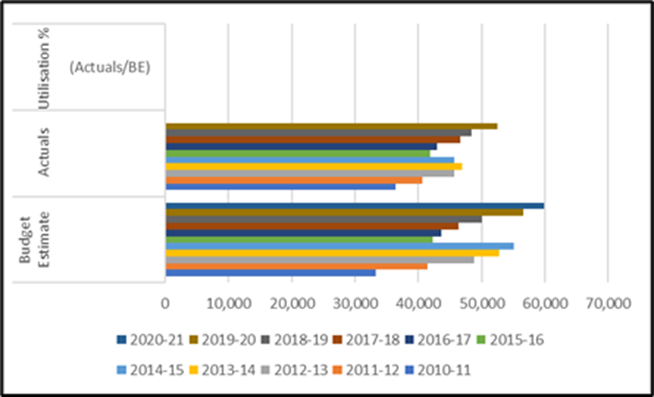 Utilisation %
(Actuals/BE)
Actuals
Budget
Estimate
0 10,000 20,000 30,000 40,000 50,000 60,000 70,000
2020-21 2019-20 2018-19 2017-18 2016-17 2015-16
2014-15 2013-14 2012-13 2011-12 2010-11